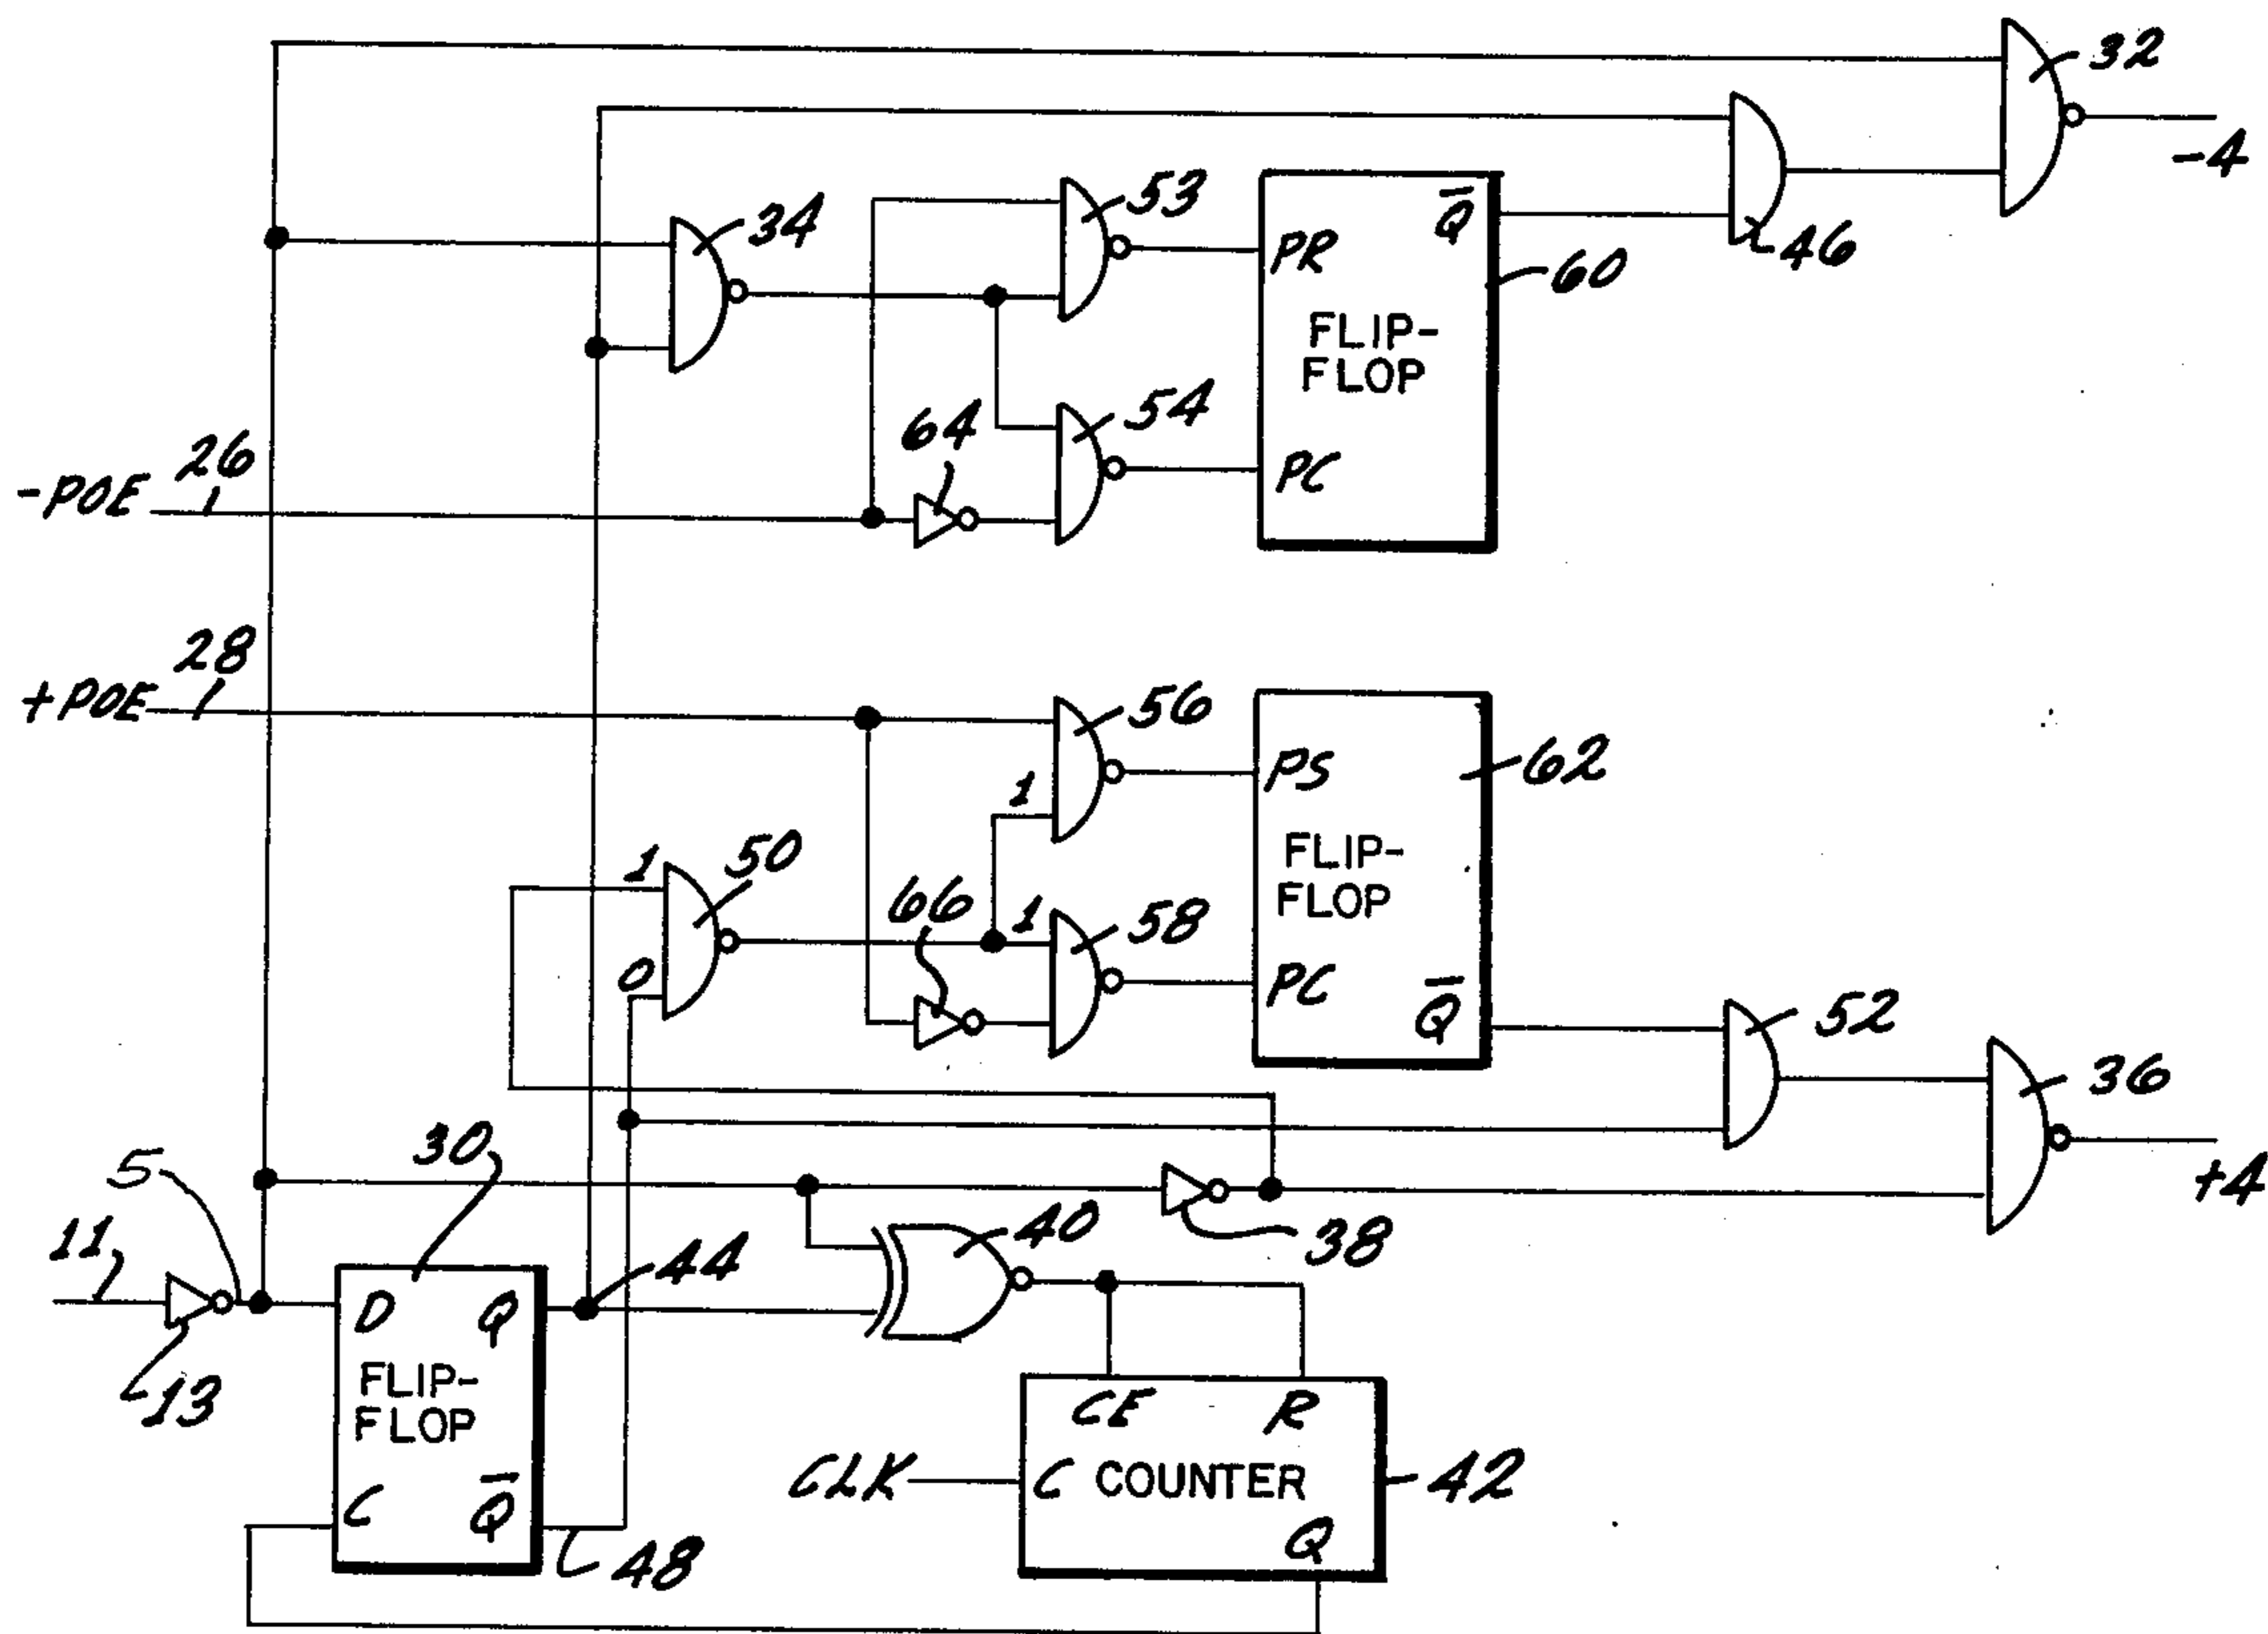 32
-4
53
34
PR
Q̅
46
60
FLIP-
FLOP
54
64
26
-POE
PC
28
+POE
56
PS
62
1
FLIP-
FLOP
50
1
66
1
58
0
PC
Q̅
52
36
30
5
40
38
+4
11
44
D
Q
13
FLIP-
FLOP
CE
R
C
Q̅
48
CLK
C
COUNTER
42
Q